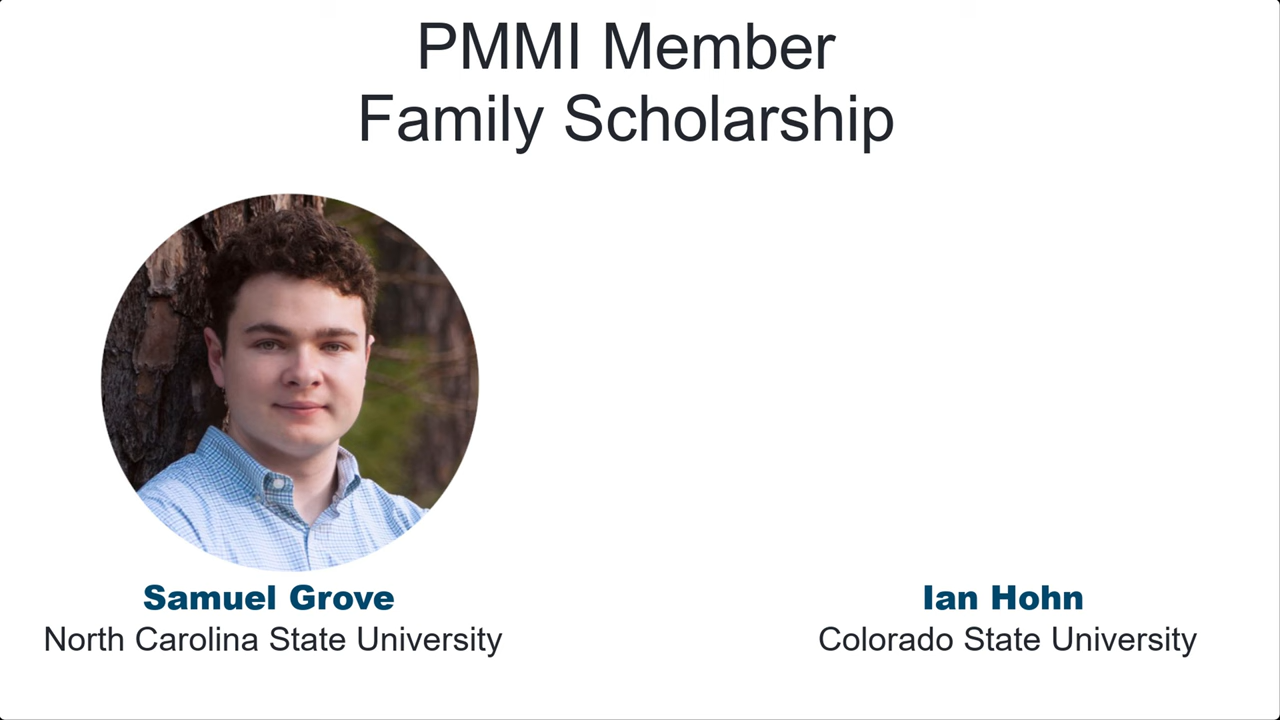 PMMI Member
Family Scholarship
Samuel Grove
North Carolina State University
Ian Hohn
Colorado State University